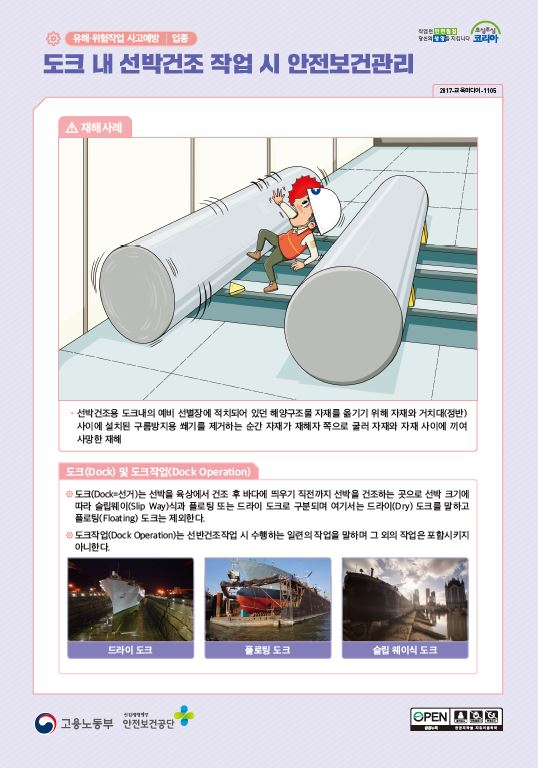 유해·위험작업 사고예방 | 업종
작업전 안전점검
당신의 생명을 지킵니다
조심조심
코리아
도크 내 선박건조 작업 시 안전보건관리
2017-교육미디어-1105
재해사례
· 선박건조용 도크내의 예비 선별장에 적치되어 있던 해양구조물 자재를 옮기기 위해 자재와 거치대(정반)
사이에 설치된 구름방지용 쐐기를 제거하는 순간 자재가 재해자 쪽으로 굴러 자재와 자재 사이에 끼여
사망한 재해
도크(Dock) 및 도크작업(Dock Operation)
도크(Dock=선거)는 선박을 육상에서 건조 후 바다에 띄우기 직전까지 선박을 건조하는 곳으로 선박 크기에
따라 슬립웨이(Slip Way)식과 플로팅 또는 드라이 도크로 구분되며 여기서는 드라이(Dry) 도크를 말하고
플로팅(Floating) 도크는 제외한다.
도크작업(Dock Operation)는 선반건조작업 시 수행하는 일련의 작업을 말하며 그 외의 작업은 포함시키지
아니한다.
드라이 도크
플로팅 도크
슬립 웨이식 도크
고용노동부
산재예방
안전보건공단
OPEN
공공누리